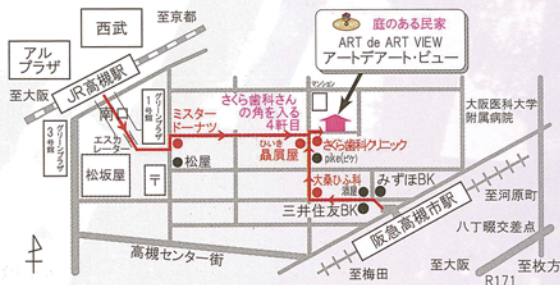 至京都
西武
アル
プラザ
JR高槻駅
至大阪
グリーンプラザ
3号館
グリーンプラザ
1号館
南口
エスカ
レーター
松坂屋
〒
ミスター
ドーナツ
松屋
さくら歯科さん
の角を入る
4軒目
マンション
庭のある民家
ART de ART VIEW
アートデアート・ビュー
ひいき
贔屓屋
さくら歯科クリニック
pike(ピケ)
大阪医科大学
附属病院
大桑ひふ科
酒屋
みずほBK
三井住友BK
阪急高槻市駅
至河原町
八丁畷交差点
高槻センター街
至梅田
至大阪
R171
至枚方